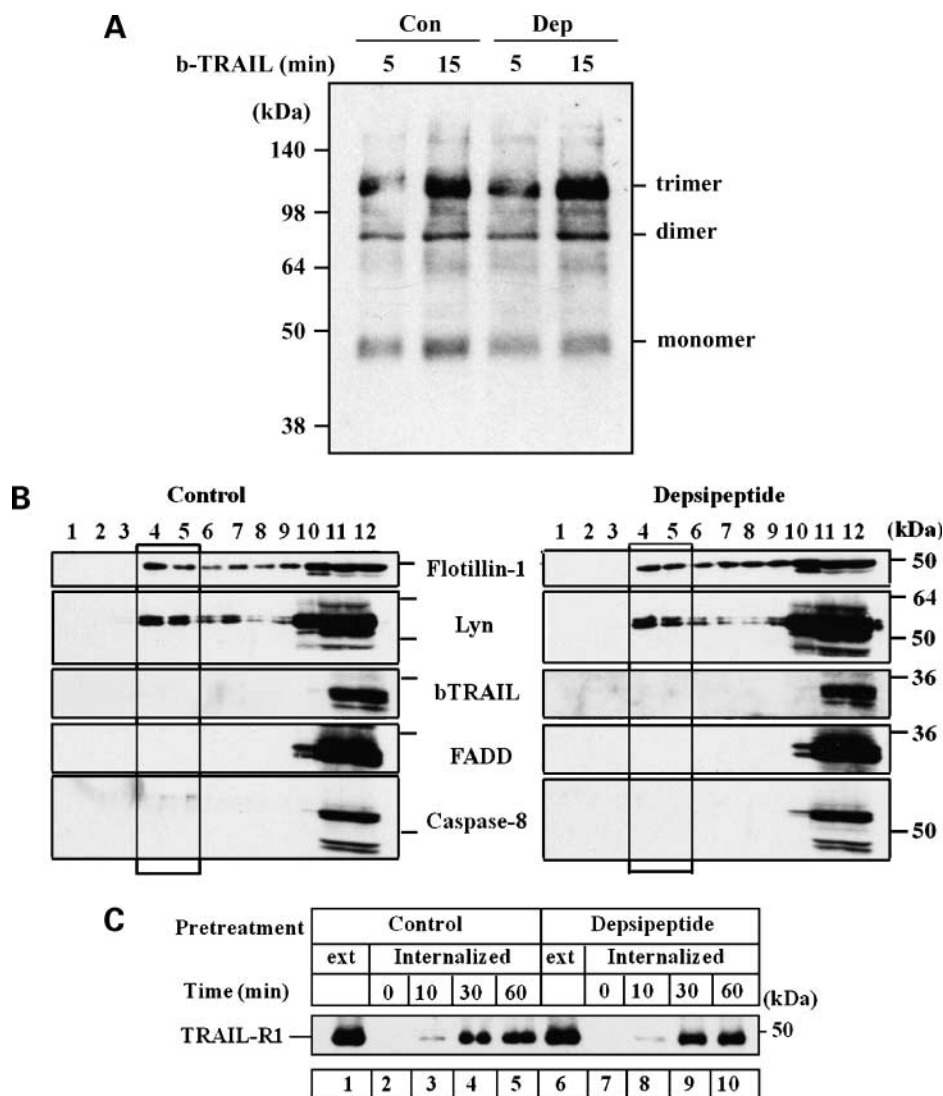 A
Con Dep
b-TRAIL (min) 5 15 5 15
(kDa)
140
98
64
50
38
trimer
dimer
monomer
B
Control Depsipeptide
1 2 3 4 5 6 7 8 9 10 11 12 1 2 3 4 5 6 7 8 9 10 11 12 (kDa)
Flotillin-1 50
Lyn 64 50
bTRAIL 36
FADD 36
Caspase-8 50
C
Pretreatment Control Depsipeptide
ext Internalized ext Internalized
Time (min) 0 10 30 60 0 10 30 60 (kDa)
TRAIL-R1 50
1 2 3 4 5 6 7 8 9 10